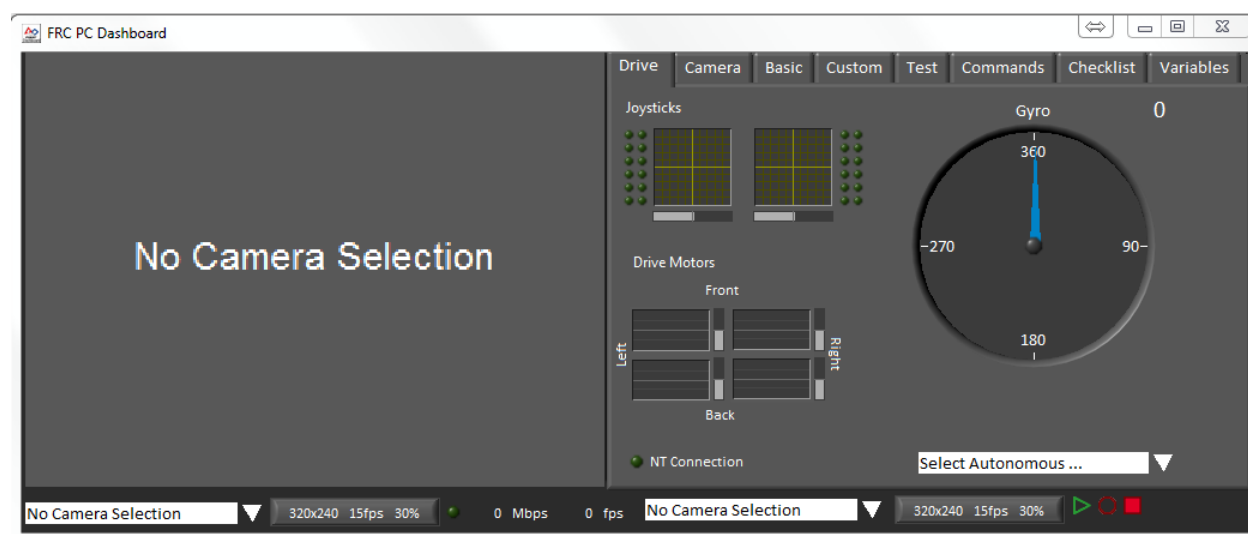 FRC PC Dashboard
No Camera Selection
Drive Camera Basic Custom Test Commands Checklist Variables
Joysticks
Gyro 0
360
270
90
180
Drive Motors
Front
Left
Right
Back
NT Connection
Select Autonomous ...
No Camera Selection 320x240 15fps 30% 0 Mbps 0 fps No Camera Selection 320x240 15fps 30%